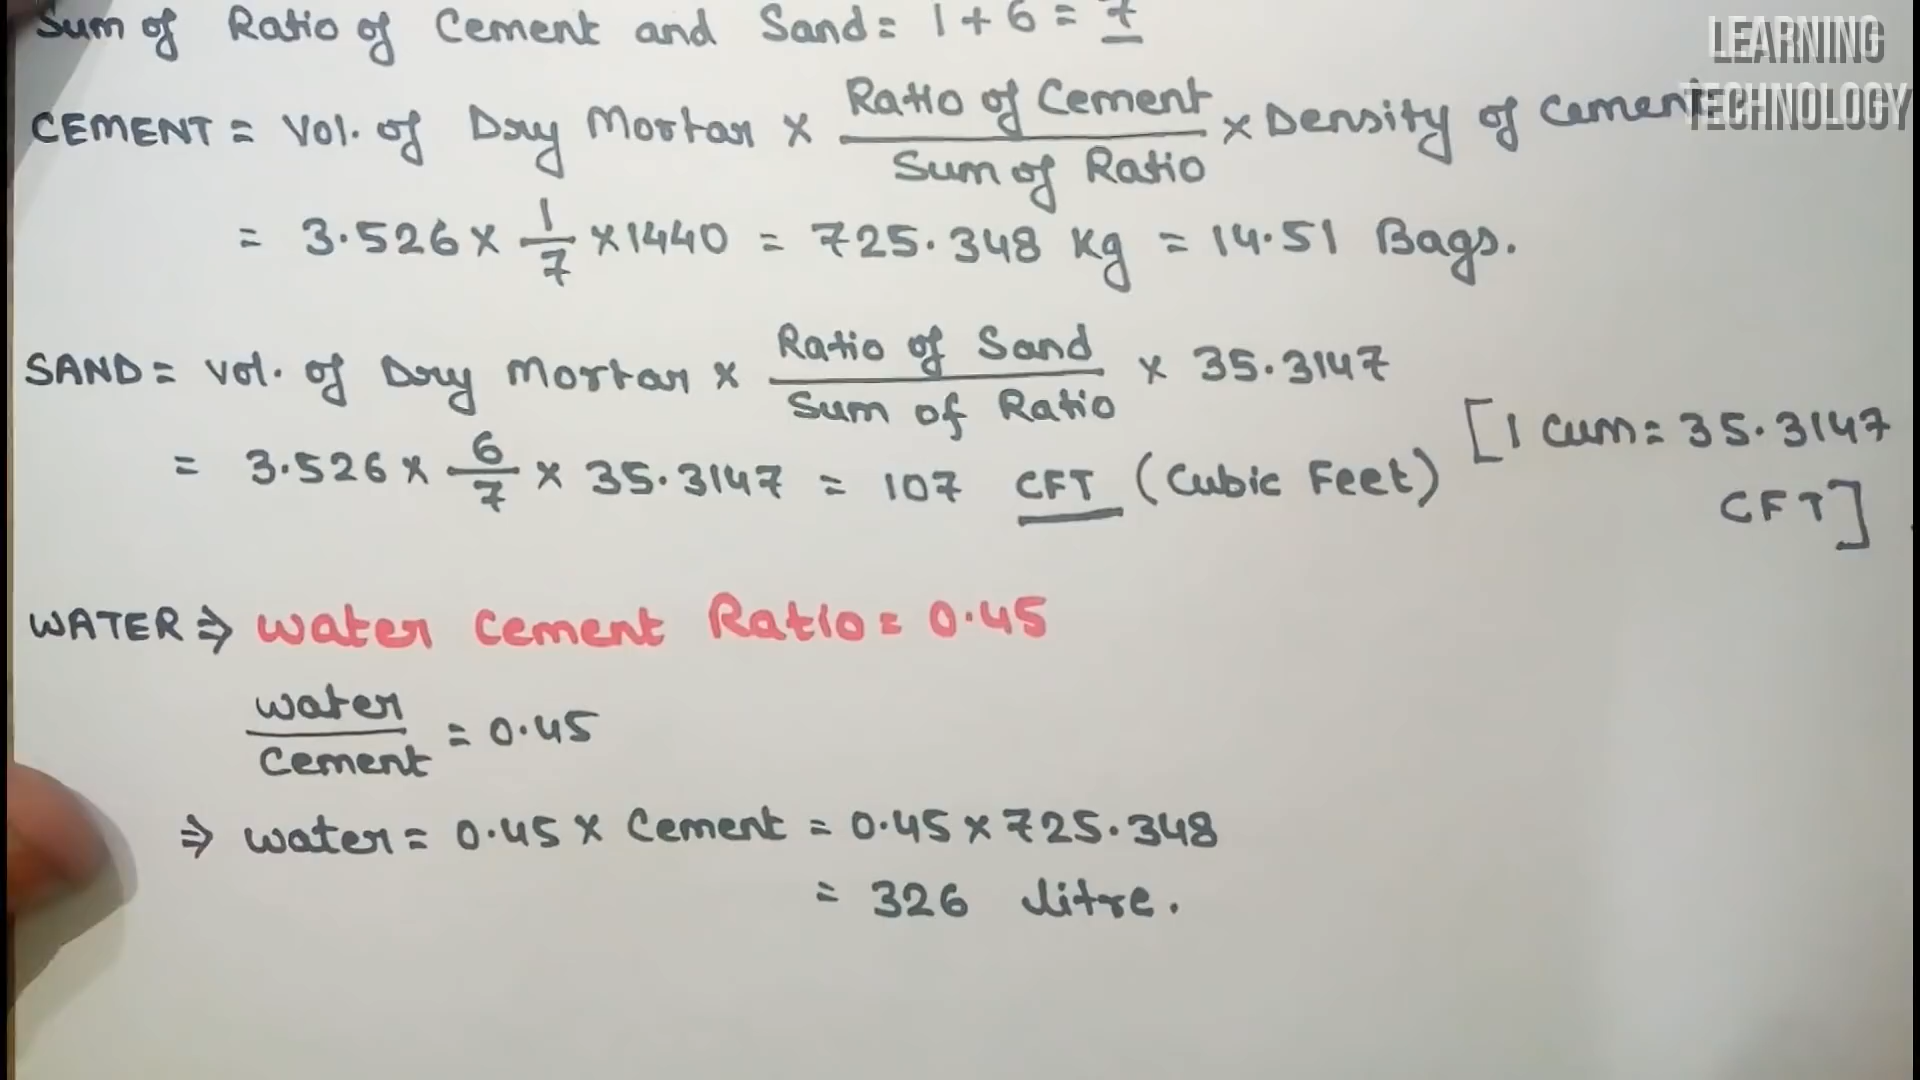 Sum of Ratio of Cement and Sand = 1 + 6 = 7
LEARNING
TECHNOLOGY
CEMENT = Vol. of Dry Mortar × Ratio of Cement / Sum of Ratio × Density of Cement
= 3.526 × 1/7 × 1440 = 725.348 Kg = 14.51 Bags.
SAND = Vol. of Dry Mortar × Ratio of Sand / Sum of Ratio × 35.3147
[1 Cum = 35.3147
CFT]
= 3.526 × 6/7 × 35.3147 = 107 CFT (Cubic Feet)
WATER ⇒ Water Cement Ratio = 0.45
Water / Cement = 0.45
⇒ Water = 0.45 × Cement = 0.45 × 725.348
= 326 litre.